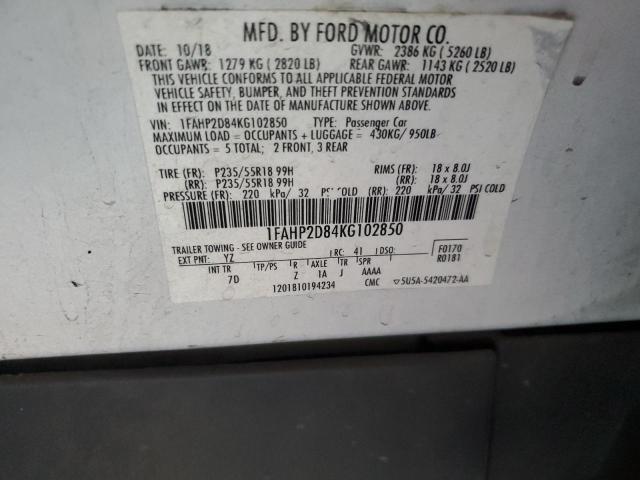 MFD. BY FORD MOTOR CO.
DATE: 10/18 GVWR: 2386 KG (5260 LB)
FRONT GAWR: 1279 KG (2820 LB) REAR GAWR: 1143 KG (2520 LB)
THIS VEHICLE CONFORMS TO ALL APPLICABLE FEDERAL MOTOR
VEHICLE SAFETY, BUMPER, AND THEFT PREVENTION STANDARDS
IN EFFECT ON THE DATE OF MANUFACTURE SHOWN ABOVE.
VIN: 1FAHP2D84KG102850 TYPE: Passenger Car
MAXIMUM LOAD = OCCUPANTS + LUGGAGE = 430KG/950LB
OCCUPANTS = 5 TOTAL; 2 FRONT, 3 REAR
TIRE (FR): P235/55R18 99H RIMS (FR): 18 x 8.0J
(RR): P235/55R18 99H (RR): 18 x 8.0J
PRESSURE (FR): 220 kPa/ 32 PSI COLD (RR): 220 kPa/ 32 PSI COLD
1FAHP2D84KG102850
TRAILER TOWING - SEE OWNER GUIDE
EXT PNT: YZ RC: 41 DSO: F0170
R0181
INT TR TP/PS R AXLE TR SPR
7D Z 1A J AAAA
1201810194234 CMC 5U5A-5420472-AA